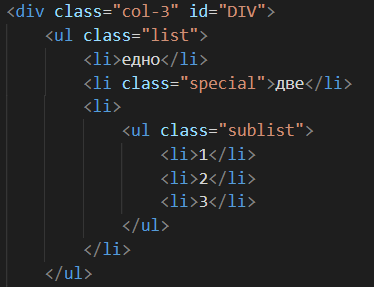 <div class="col-3" id="DIV">
<ul class="list">
<li>едно</li>
<li class="special">две</li>
<li>
<ul class="sublist">
<li>1</li>
<li>2</li>
<li>3</li>
</ul>
</li>
</ul>